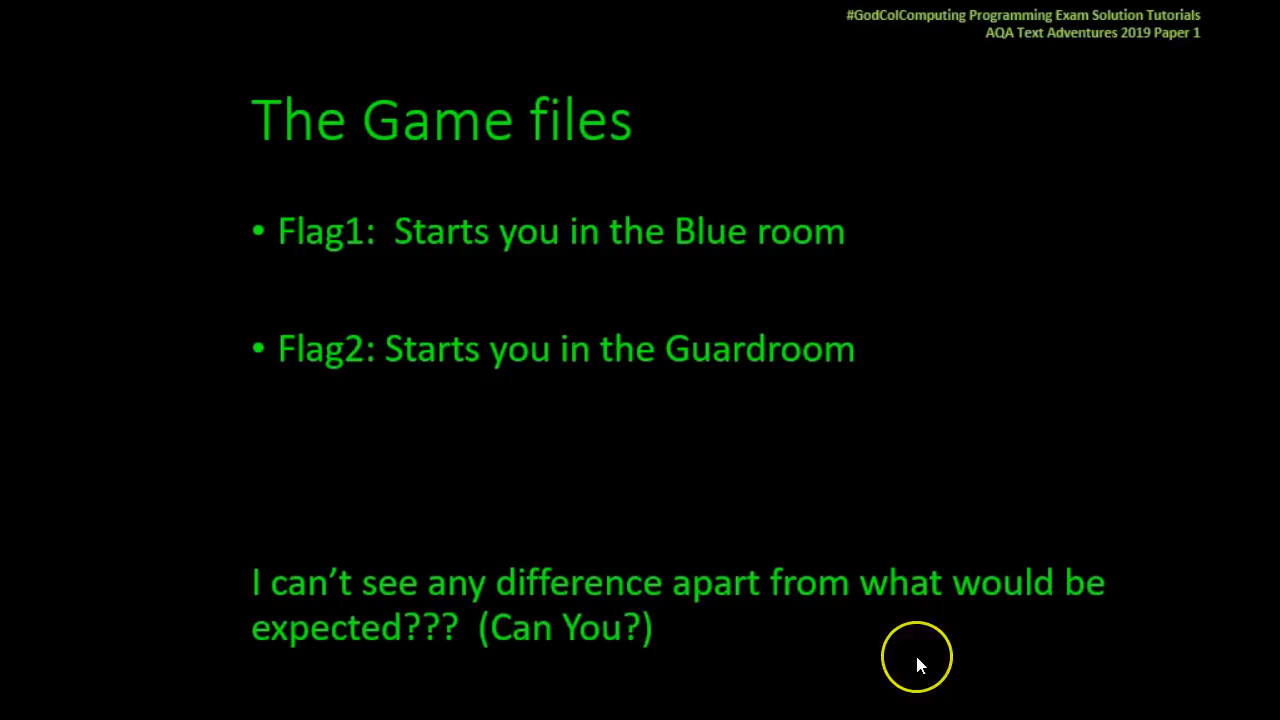 #GodColComputing Programming Exam Solution Tutorials
AQA Text Adventures 2019 Paper 1
The Game files
• Flag1:  Starts you in the Blue room
• Flag2: Starts you in the Guardroom
I can’t see any difference apart from what would be
expected???  (Can You?)